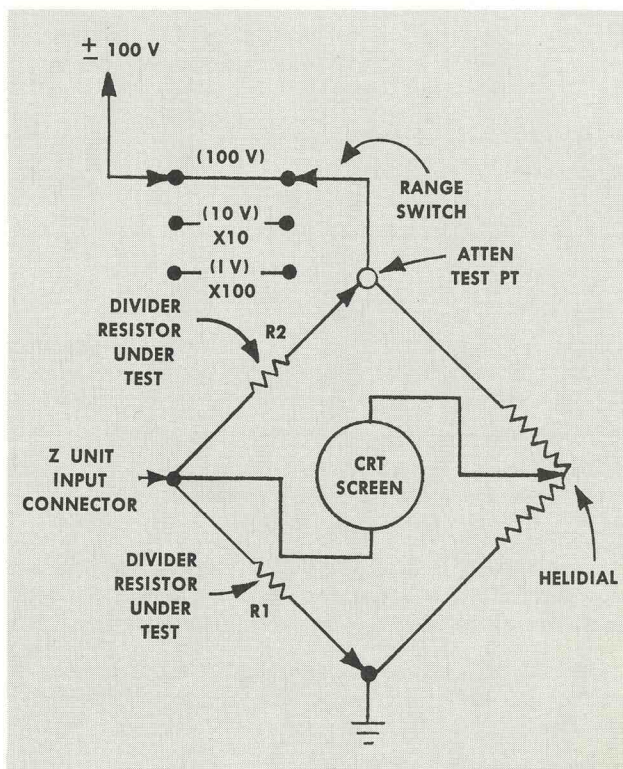 ± 100 V
(100 V)
RANGE
SWITCH
(10 V)
X10
(1 V)
X100
ATTEN
TEST PT
DIVIDER
RESISTOR
UNDER
TEST
R2
Z UNIT
INPUT
CONNECTOR
CRT
SCREEN
HELIDIAL
DIVIDER
RESISTOR
UNDER
TEST
R1